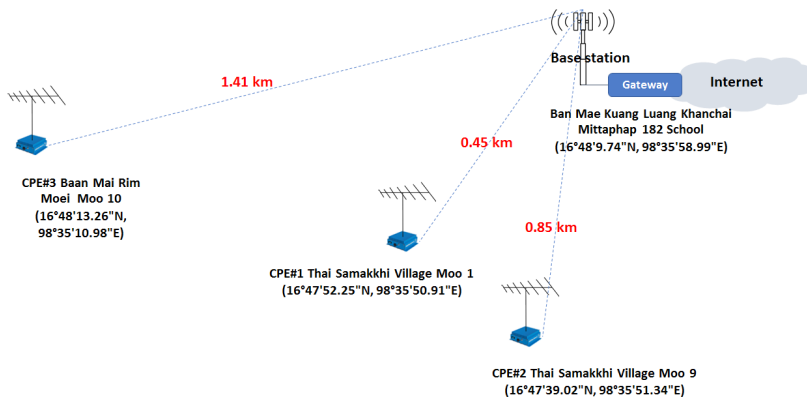 Base station
Gateway
Internet
1.41 km
Ban Mae Kuang Luang Khanchai
Mittaphap 182 School
(16°48'9.74"N, 98°35'58.99"E)
0.45 km
CPE#3 Baan Mai Rim
Moei Moo 10
(16°48'13.26"N,
98°35'10.98"E)
0.85 km
CPE#1 Thai Samakkhi Village Moo 1
(16°47'52.25"N, 98°35'50.91"E)
CPE#2 Thai Samakkhi Village Moo 9
(16°47'39.02"N, 98°35'51.34"E)